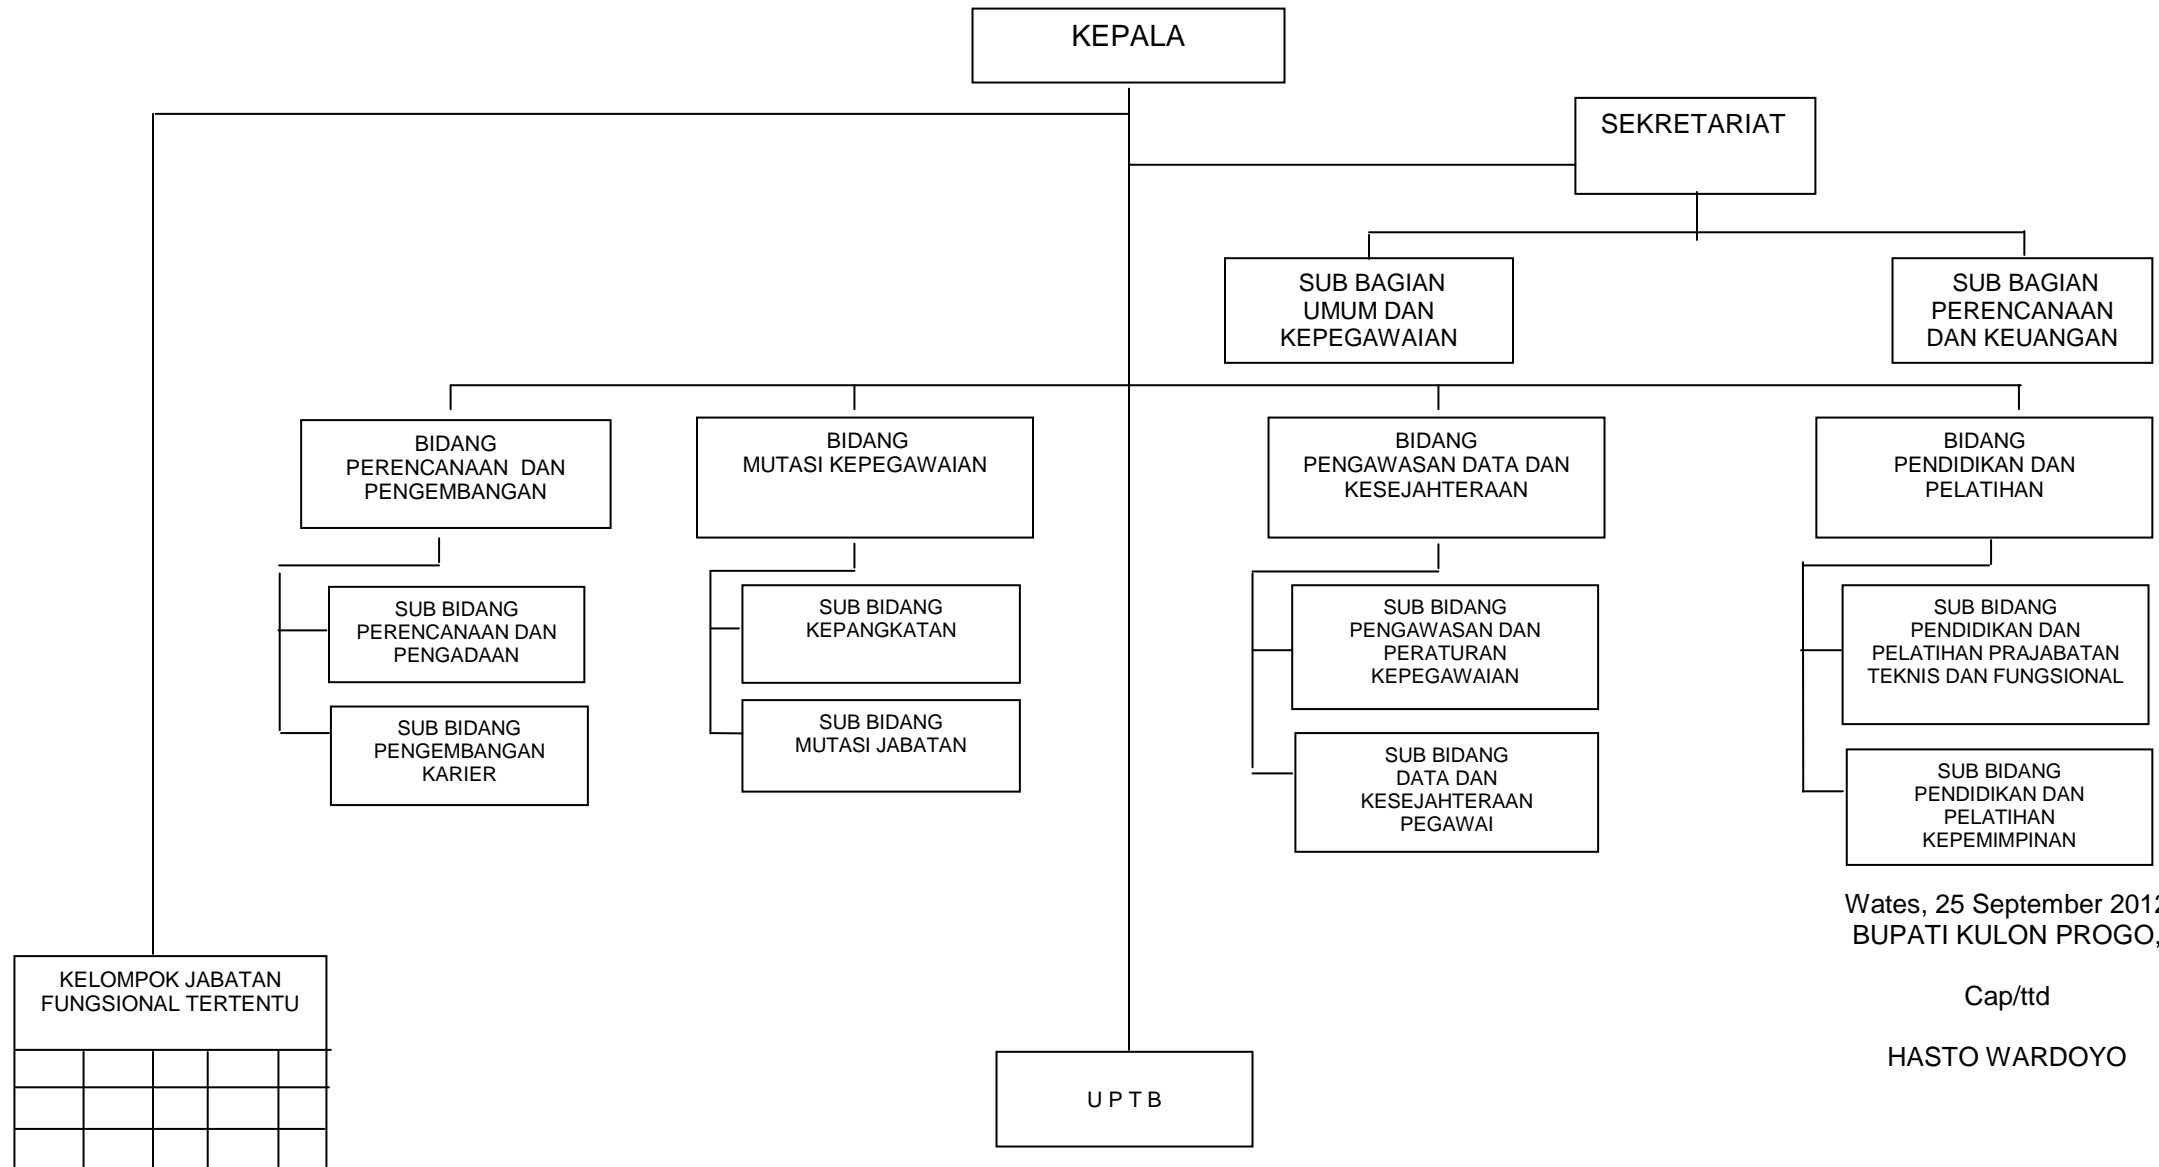 KEPALA
SEKRETARIAT
SUB BAGIAN
UMUM DAN
KEPEGAWAIAN
SUB BAGIAN
PERENCANAAN
DAN KEUANGAN
BIDANG
PERENCANAAN DAN
PENGEMBANGAN
BIDANG
MUTASI KEPEGAWAIAN
BIDANG
PENGAWASAN DATA DAN
KESEJAHTERAAN
BIDANG
PENDIDIKAN DAN
PELATIHAN
SUB BIDANG
PERENCANAAN DAN
PENGADAAN
SUB BIDANG
KEPANGKATAN
SUB BIDANG
PENGAWASAN DAN
PERATURAN
KEPEGAWAIAN
SUB BIDANG
PENDIDIKAN DAN
PELATIHAN PRAJABATAN
TEKNIS DAN FUNGSIONAL
SUB BIDANG
PENGEMBANGAN
KARIER
SUB BIDANG
MUTASI JABATAN
SUB BIDANG
DATA DAN
KESEJAHTERAAN
PEGAWAI
SUB BIDANG
PENDIDIKAN DAN
PELATIHAN
KEPEMIMPINAN
Wates, 25 September 2012
BUPATI KULON PROGO,
Cap/ttd
HASTO WARDOYO
KELOMPOK JABATAN
FUNGSIONAL TERTENTU
U P T B